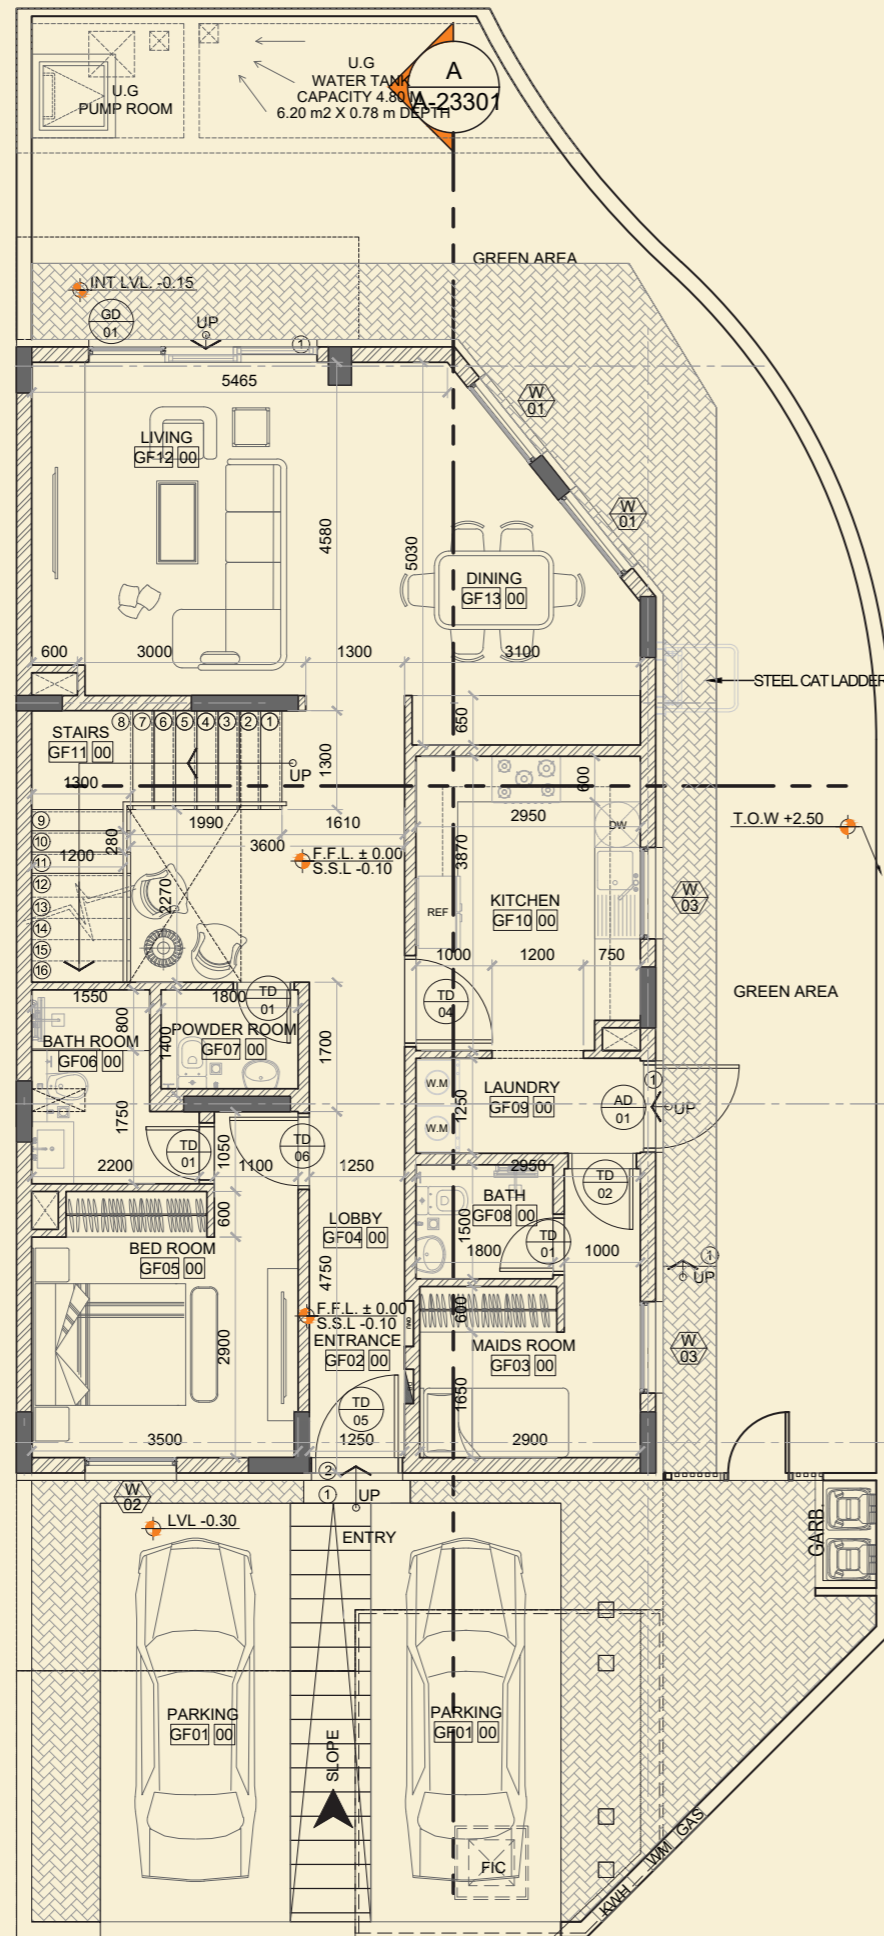 U.G
PUMP ROOM
U.G
WATER TANK
CAPACITY 4.80 M
6.20 m2 X 0.78 m DEPTH
A
A-23301
GREEN AREA
INT LVL. -0.15
GD
01
UP
1
5465
W
01
LIVING
GF12 00
4580
5030
W
01
DINING
GF13 00
600
3000
1300
3100
STEEL CAT LADDER
650
STAIRS
GF11 00
8
7
6
5
4
3
2
1
1300
1300
UP
600
2950
DW
T.O.W +2.50
9
10
11
12
13
14
15
16
1200
280
1990
3600
1610
F.F.L. ± 0.00
S.S.L -0.10
3870
2270
REF
KITCHEN
GF10 00
W
03
1000
1200
750
GREEN AREA
1550
800
1800
TD
01
TD
04
BATH ROOM
GF06 00
1400
POWDER ROOM
GF07 00
1700
W.M
W.M
1250
LAUNDRY
GF09 00
1
AD
01
UP
1750
2200
TD
01
1050
1100
TD
06
1250
2950
TD
02
600
LOBBY
GF04 00
1500
BATH
GF08 00
1800
TD
01
1000
BED ROOM
GF05 00
4750
1
UP
F.F.L. ± 0.00
S.S.L -0.10
ENTRANCE
GF02 00
600
MAIDS ROOM
GF03 00
W
03
2900
1650
TD
05
3500
1250
2900
2
1
UP
W
02
LVL -0.30
ENTRY
GARB.
PARKING
GF01 00
PARKING
GF01 00
SLOPE
FIC
KWH
WM
GAS